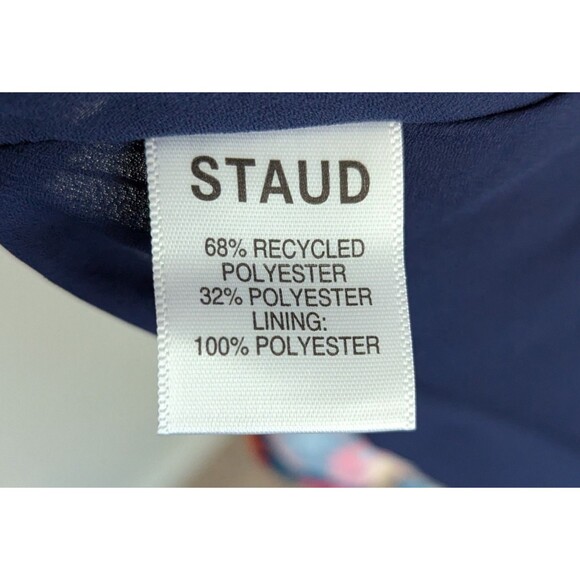 STAUD
68% RECYCLED
POLYESTER
32% POLYESTER
LINING:
100% POLYESTER